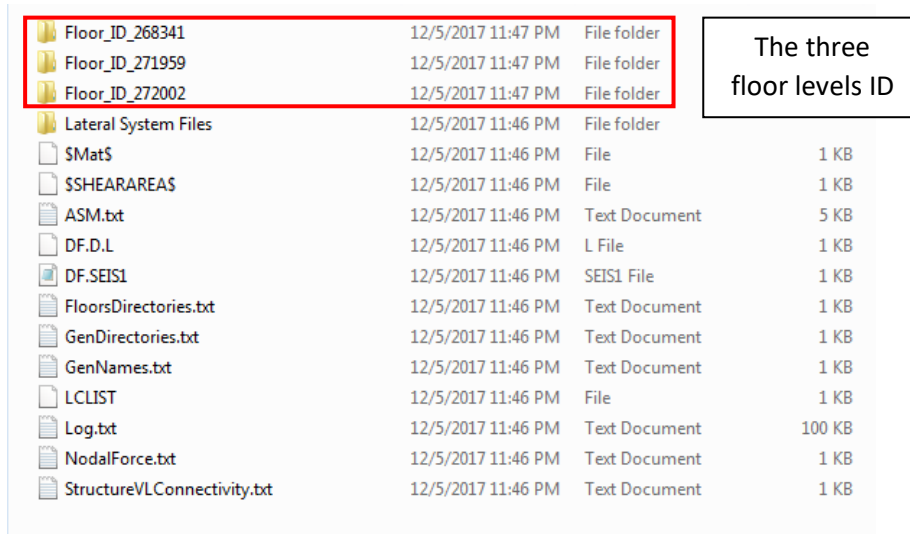 Floor_ID_268341 12/5/2017 11:47 PM File folder
Floor_ID_271959 12/5/2017 11:47 PM File folder
Floor_ID_272002 12/5/2017 11:47 PM File folder
The three
floor levels ID
Lateral System Files 12/5/2017 11:46 PM File folder
$Mat$ 12/5/2017 11:46 PM File 1 KB
$SHEARAREA$ 12/5/2017 11:46 PM File 1 KB
ASM.txt 12/5/2017 11:46 PM Text Document 5 KB
DF.D.L 12/5/2017 11:46 PM L File 1 KB
DF.SEIS1 12/5/2017 11:46 PM SEIS1 File 1 KB
FloorsDirectories.txt 12/5/2017 11:46 PM Text Document 1 KB
GenDirectories.txt 12/5/2017 11:46 PM Text Document 1 KB
GenNames.txt 12/5/2017 11:46 PM Text Document 1 KB
LCLIST 12/5/2017 11:46 PM File 1 KB
Log.txt 12/5/2017 11:46 PM Text Document 100 KB
NodalForce.txt 12/5/2017 11:46 PM Text Document 1 KB
StructureVLConnectivity.txt 12/5/2017 11:46 PM Text Document 1 KB